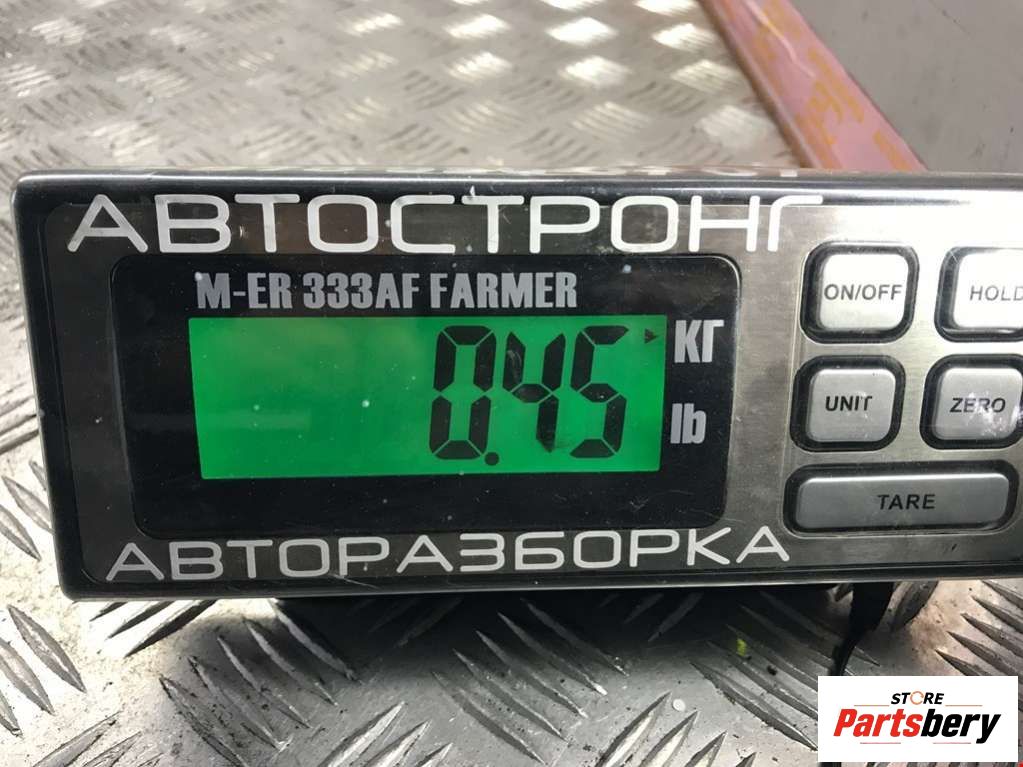 АВТОСТРОНГ
M-ER 333AF FARMER
0.45 КГ
lb
ON/OFF HOLD
UNIT ZERO
TARE
АВТОРАЗБОРКА
STORE
Partsbery